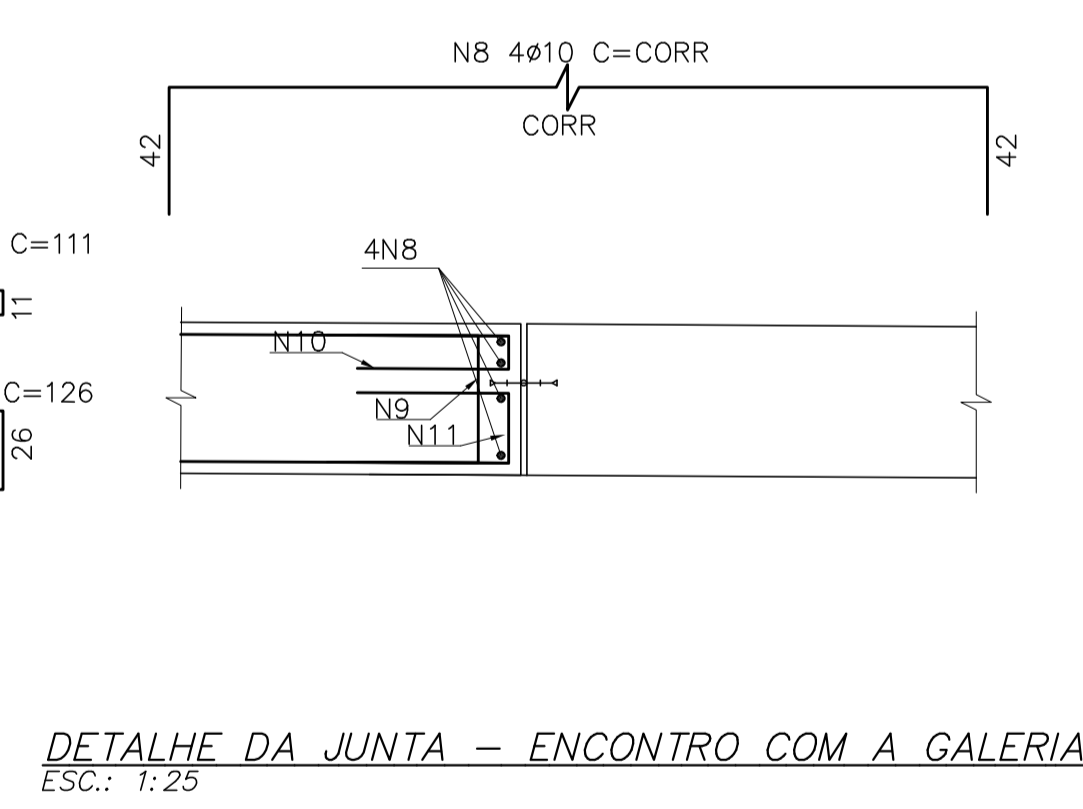 N8 4ø10 C=CORR
CORR
42
42
C=111
11
4N8
N10
C=126
26
N9
N11
DETALHE DA JUNTA – ENCONTRO COM A GALERIA
ESC.: 1:25